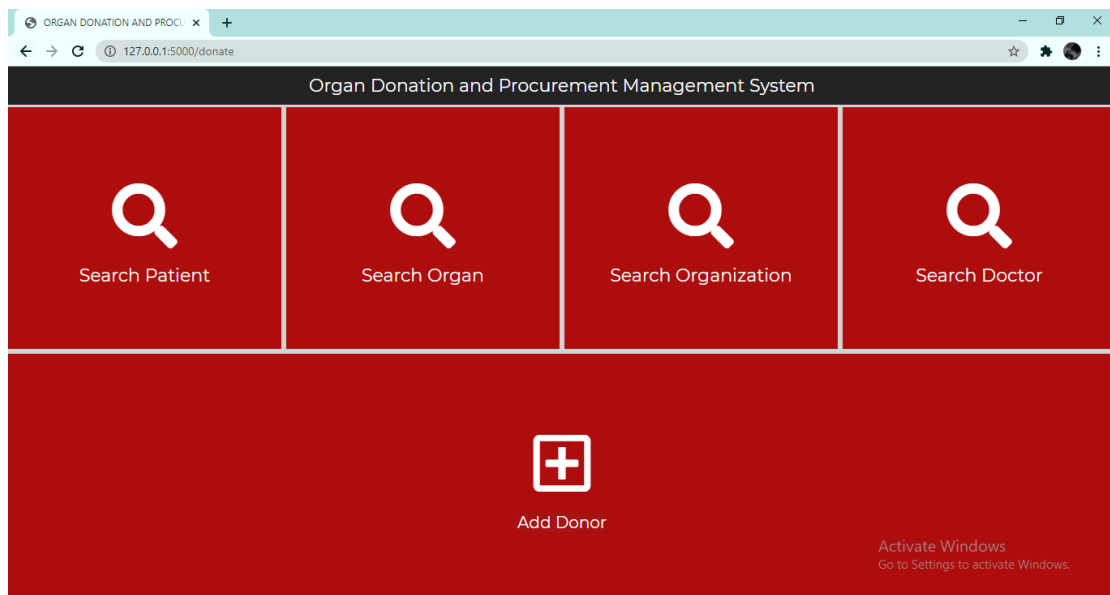 ORGAN DONATION AND PROCU
127.0.0.1:5000/donate
Organ Donation and Procurement Management System
Search Patient
Search Organ
Search Organization
Search Doctor
Add Donor
Activate Windows
Go to Settings to activate Windows.